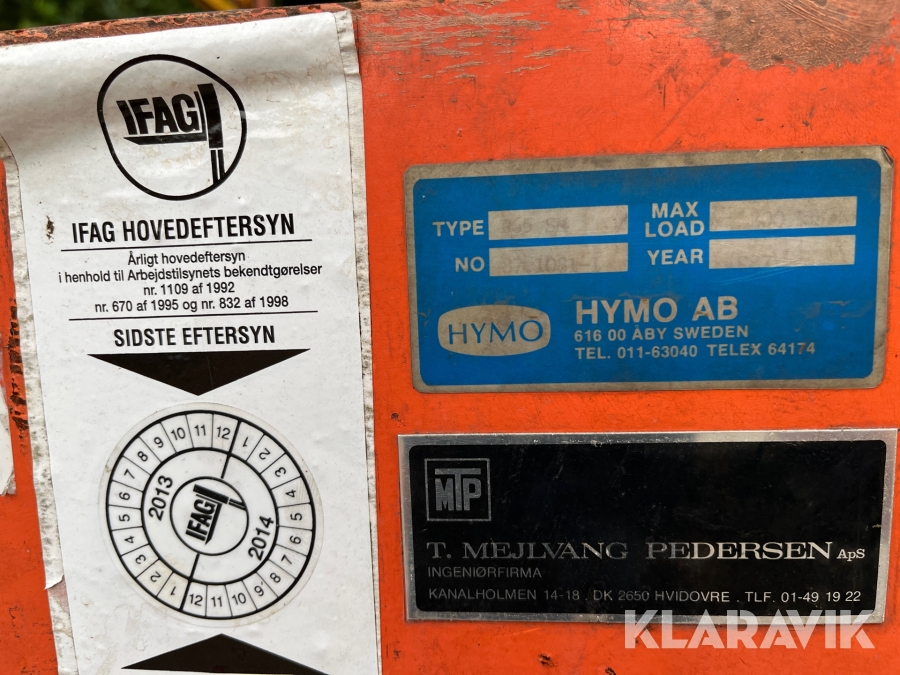 IFAG
IFAG HOVEDEFTERSYN
Årligt hovedeftersyn
i henhold til Arbejdstilsynets bekendtgørelser
nr. 1109 af 1992
nr. 670 af 1995 og nr. 832 af 1998
SIDSTE EFTERSYN
1 2 3 4 5 6 7 8 9 10 11 12
2013
1 2 3 4 5 6 7 8 9 10 11 12
2014
IFAG
TYPE
MAX LOAD
NO
YEAR
HYMO
HYMO AB
616 00 ÅBY SWEDEN
TEL. 011-63040 TELEX 64174
MTP
T. MEJLVANG PEDERSEN ApS
INGENIØRFIRMA
KANALHOLMEN 14-18 . DK 2650 HVIDOVRE . TLF. 01-49 19 22
KLARAVIK